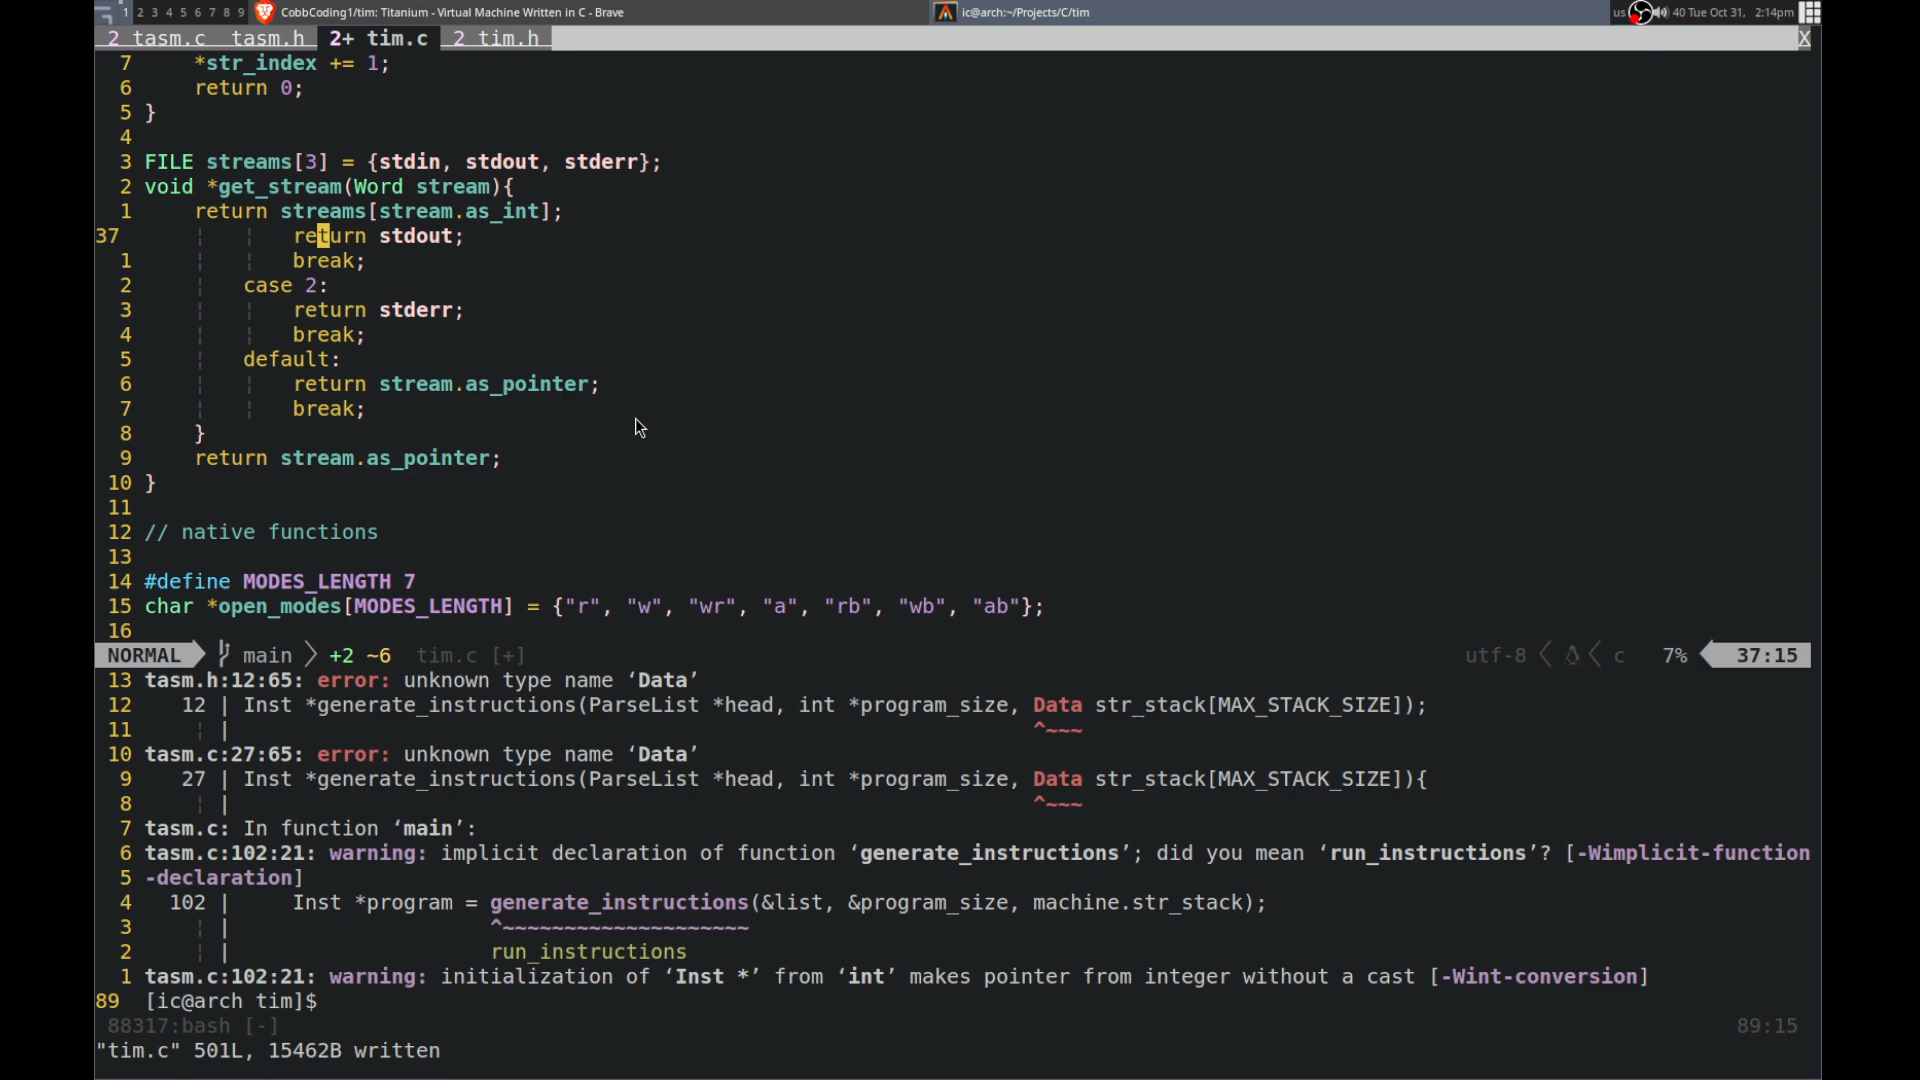 1 2 3 4 5 6 7 8 9 CobbCoding1/tim: Titanium - Virtual Machine Written in C - Brave ic@arch:~/Projects/C/tim us 40 Tue Oct 31, 2:14pm
2 tasm.c tasm.h 2+ tim.c 2 tim.h X
7 *str_index += 1;
6 return 0;
5 }
4
3 FILE streams[3] = {stdin, stdout, stderr};
2 void *get_stream(Word stream){
1 return streams[stream.as_int];
37 return stdout;
1 break;
2 case 2:
3 return stderr;
4 break;
5 default:
6 return stream.as_pointer;
7 break;
8 }
9 return stream.as_pointer;
10 }
11
12 // native functions
13
14 #define MODES_LENGTH 7
15 char *open_modes[MODES_LENGTH] = {"r", "w", "wr", "a", "rb", "wb", "ab"};
16
NORMAL main +2 ~6 tim.c [+] utf-8 c 7% 37:15
13 tasm.h:12:65: error: unknown type name ‘Data’
12 12 | Inst *generate_instructions(ParseList *head, int *program_size, Data str_stack[MAX_STACK_SIZE]);
11 | ^~~~
10 tasm.c:27:65: error: unknown type name ‘Data’
9 27 | Inst *generate_instructions(ParseList *head, int *program_size, Data str_stack[MAX_STACK_SIZE]){
8 | ^~~~
7 tasm.c: In function ‘main’:
6 tasm.c:102:21: warning: implicit declaration of function ‘generate_instructions’; did you mean ‘run_instructions’? [-Wimplicit-function
5 -declaration]
4 102 | Inst *program = generate_instructions(&list, &program_size, machine.str_stack);
3 | ^~~~~~~~~~~~~~~~~~~~~
2 | run_instructions
1 tasm.c:102:21: warning: initialization of ‘Inst *’ from ‘int’ makes pointer from integer without a cast [-Wint-conversion]
89 [ic@arch tim]$
88317:bash [-] 89:15
"tim.c" 501L, 15462B written